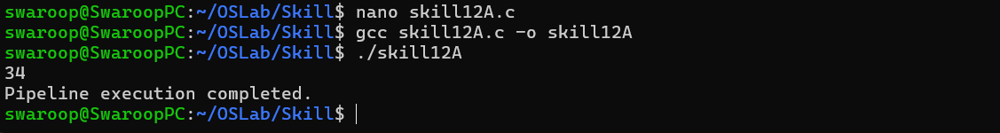 swaroop@SwaroopPC:~/OSLab/Skill$ nano skill12A.c
swaroop@SwaroopPC:~/OSLab/Skill$ gcc skill12A.c -o skill12A
swaroop@SwaroopPC:~/OSLab/Skill$ ./skill12A
34
Pipeline execution completed.
swaroop@SwaroopPC:~/OSLab/Skill$